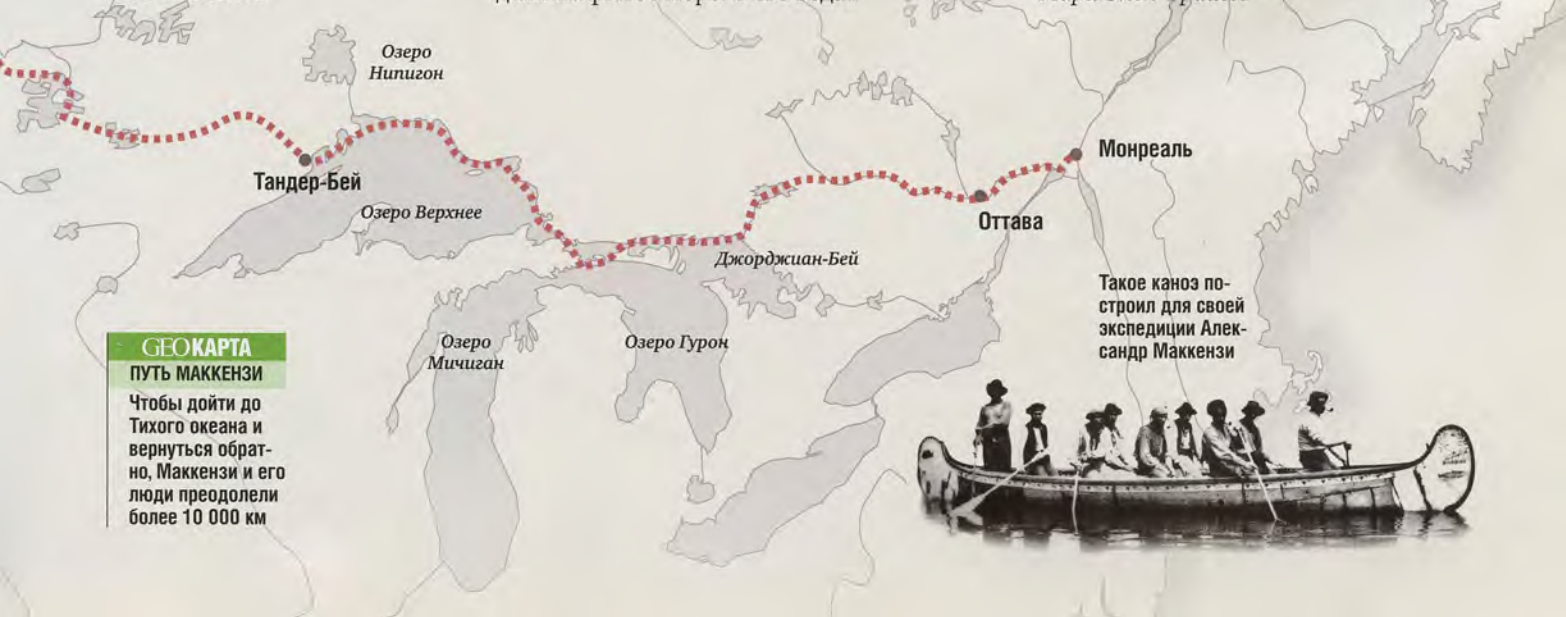 Озеро
Нипигон
Тандер-Бей
Озеро Верхнее
Монреаль
Оттава
Джорджиан-Бей
Озеро
Мичиган
Озеро Гурон
Такое каноэ по-
строил для своей
экспедиции Алек-
сандр Маккензи
GEOКАРТА
ПУТЬ МАККЕНЗИ
Чтобы дойти до
Тихого океана и
вернуться обрат-
но, Маккензи и его
люди преодолели
более 10 000 км